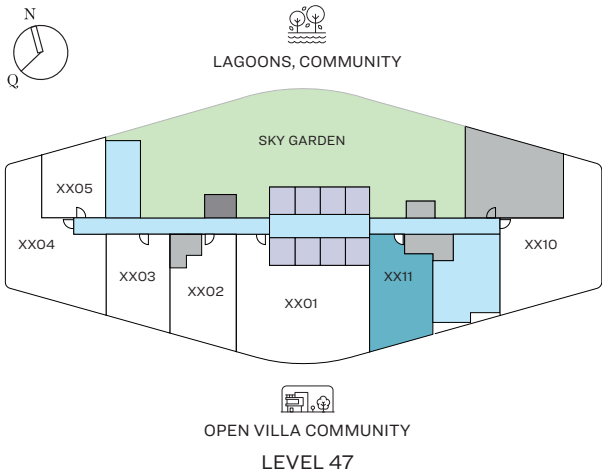 N
Q
LAGOONS, COMMUNITY
SKY GARDEN
XX05
XX04
XX03
XX02
XX01
XX11
XX10
OPEN VILLA COMMUNITY
LEVEL 47